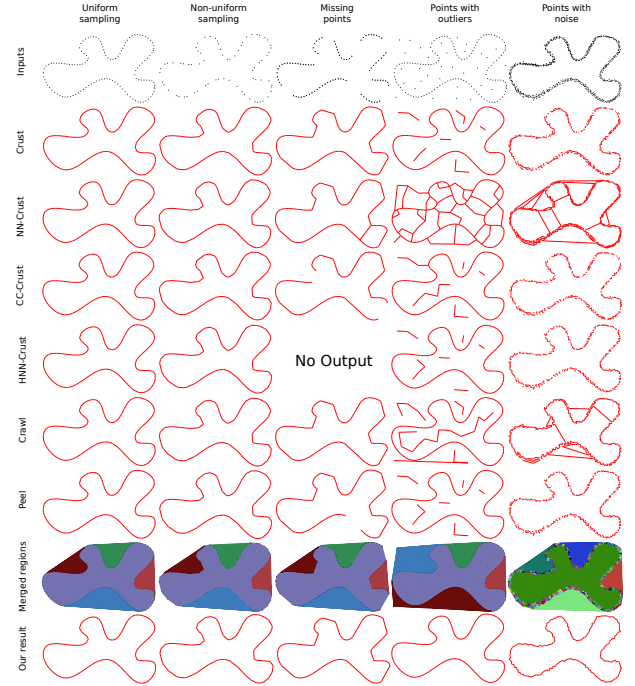 Uniform
sampling
Non-uniform
sampling
Missing
points
Points with
outliers
Points with
noise
Inputs
Crust
NN-Crust
CC-Crust
HNN-Crust
No Output
Crawl
Peel
Merged regions
Our result